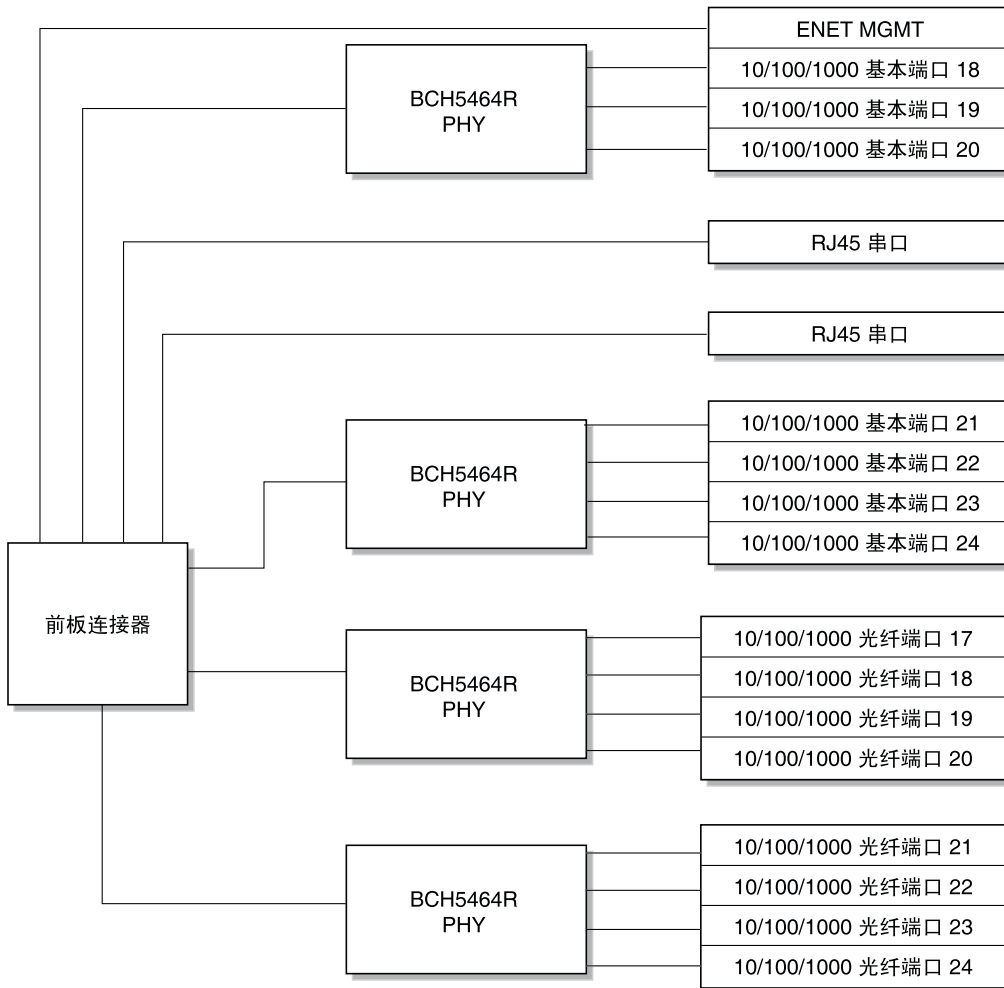 ENET MGMT
10/100/1000 基本端口 18
10/100/1000 基本端口 19
10/100/1000 基本端口 20
BCH5464R
PHY
RJ45 串口
RJ45 串口
10/100/1000 基本端口 21
10/100/1000 基本端口 22
10/100/1000 基本端口 23
10/100/1000 基本端口 24
BCH5464R
PHY
前板连接器
10/100/1000 光纤端口 17
10/100/1000 光纤端口 18
10/100/1000 光纤端口 19
10/100/1000 光纤端口 20
BCH5464R
PHY
10/100/1000 光纤端口 21
10/100/1000 光纤端口 22
10/100/1000 光纤端口 23
10/100/1000 光纤端口 24
BCH5464R
PHY